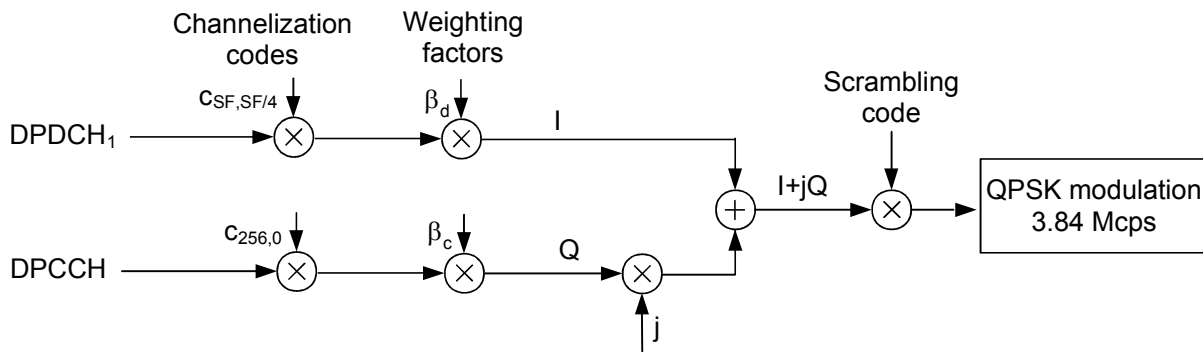 Channelization
codes
Weighting
factors
Scrambling
code
c_SF,SF/4
β_d
I
DPDCH₁
I+jQ
QPSK modulation
3.84 Mcps
c_256,0
β_c
Q
DPCCH
j